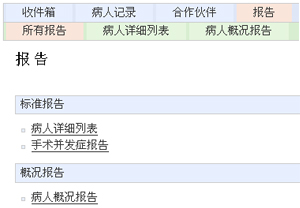 收件箱 病人记录 合作伙伴 报告
所有报告 病人详细列表 病人概况报告
报告
标准报告
病人详细列表
手术并发症报告
概况报告
病人概况报告